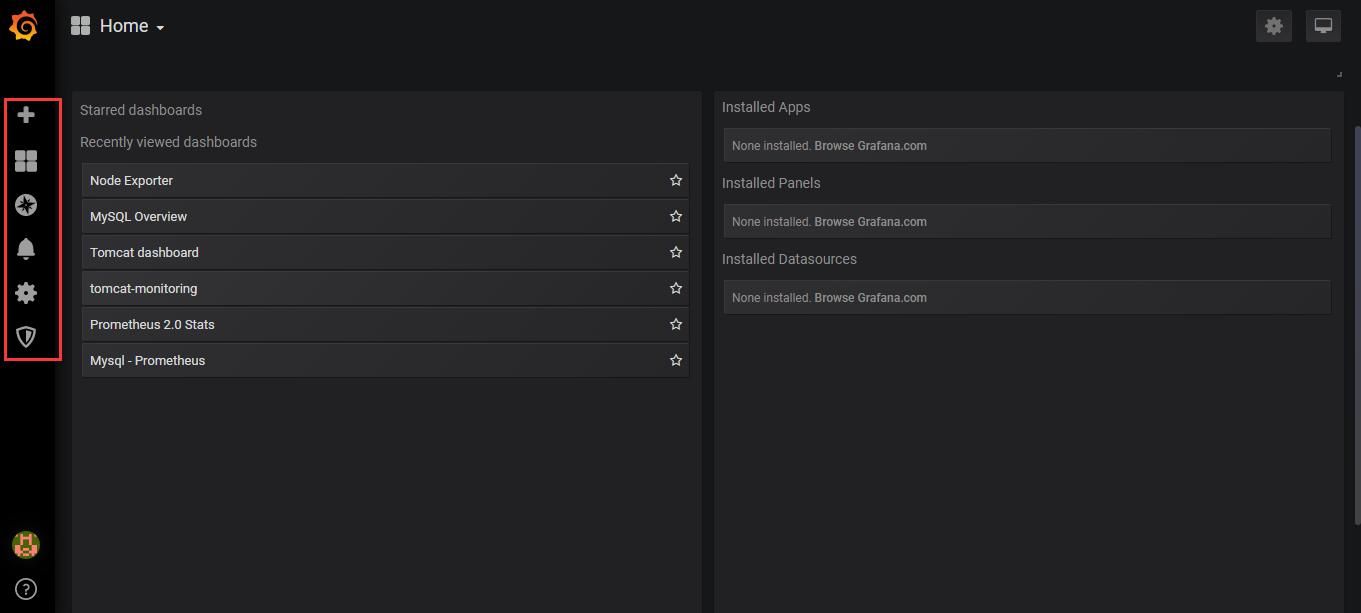 Home
Starred dashboards
Recently viewed dashboards
Node Exporter
MySQL Overview
Tomcat dashboard
tomcat-monitoring
Prometheus 2.0 Stats
Mysql - Prometheus
Installed Apps
None installed. Browse Grafana.com
Installed Panels
None installed. Browse Grafana.com
Installed Datasources
None installed. Browse Grafana.com
?